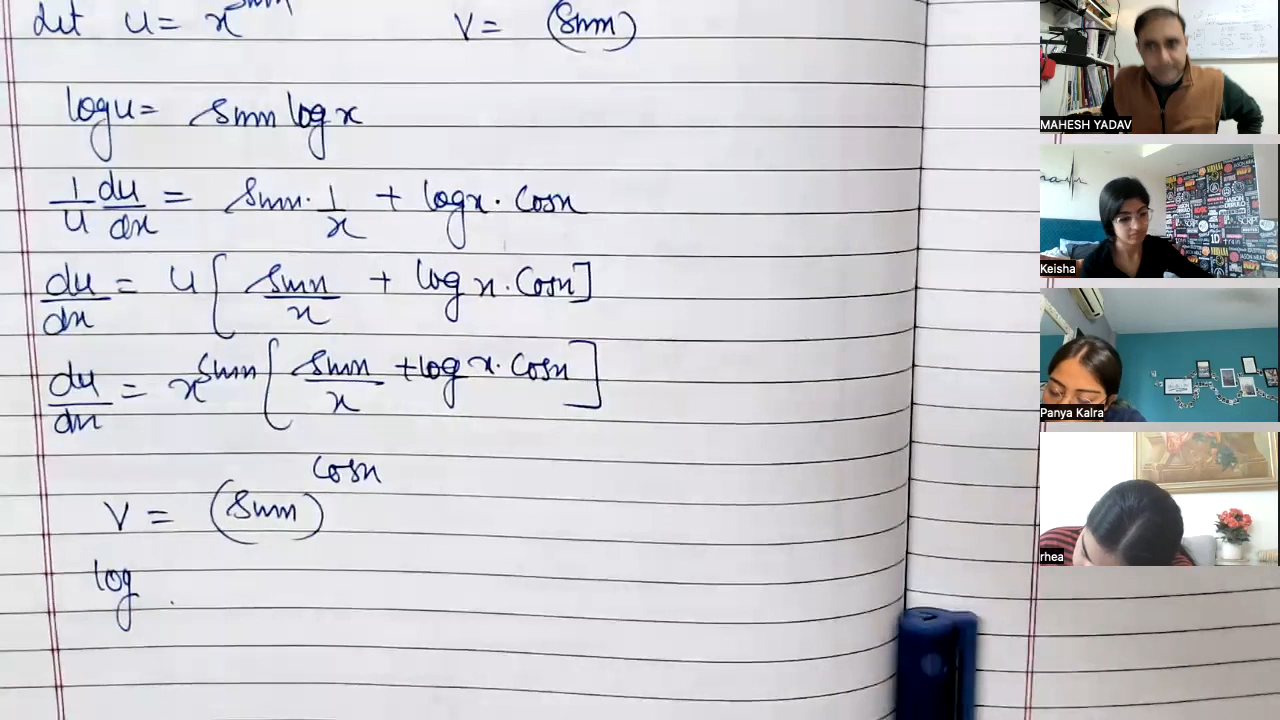 Let u = x^sinx V = (sinx)
log u = sinx log x
1/u du/dx = sinx · 1/x + logx · cosx
du/dx = u [ sinx/x + log x · cosx ]
du/dx = x^sinx [ sinx/x + log x · cosx ]
V = (sinx)^cosx
log
MAHESH YADAV
Keisha
Panya Kalra
rhea